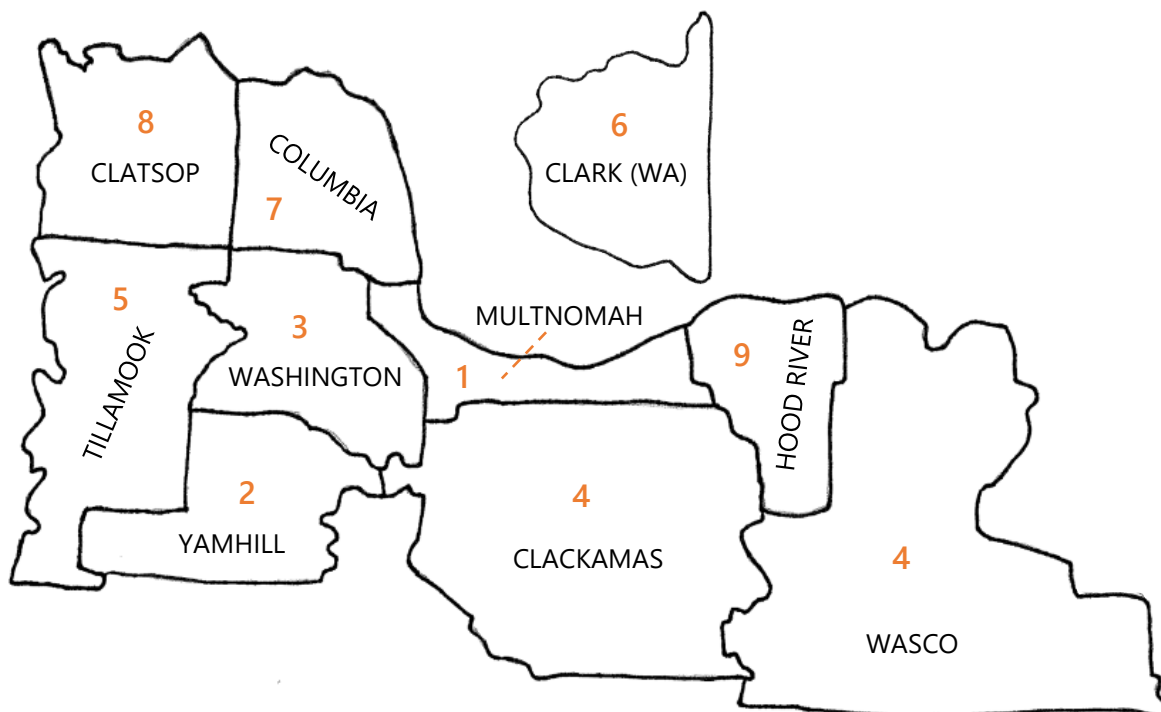 8
CLATSOP
COLUMBIA
7
6
CLARK (WA)
5
TILLAMOOK
3
WASHINGTON
MULTNOMAH
1
9
HOOD RIVER
2
YAMHILL
4
CLACKAMAS
4
WASCO